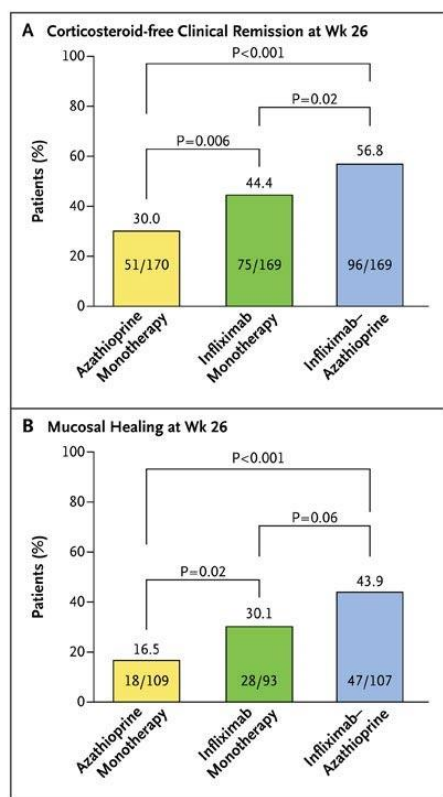 A Corticosteroid-free Clinical Remission at Wk 26
Patients (%)
100
80
60
40
20
0
P<0.001
P=0.02
P=0.006
30.0
44.4
56.8
51/170
75/169
96/169
Azathioprine
Monotherapy
Infliximab
Monotherapy
Infliximab–
Azathioprine
B Mucosal Healing at Wk 26
Patients (%)
100
80
60
40
20
0
P<0.001
P=0.06
P=0.02
16.5
30.1
43.9
18/109
28/93
47/107
Azathioprine
Monotherapy
Infliximab
Monotherapy
Infliximab–
Azathioprine